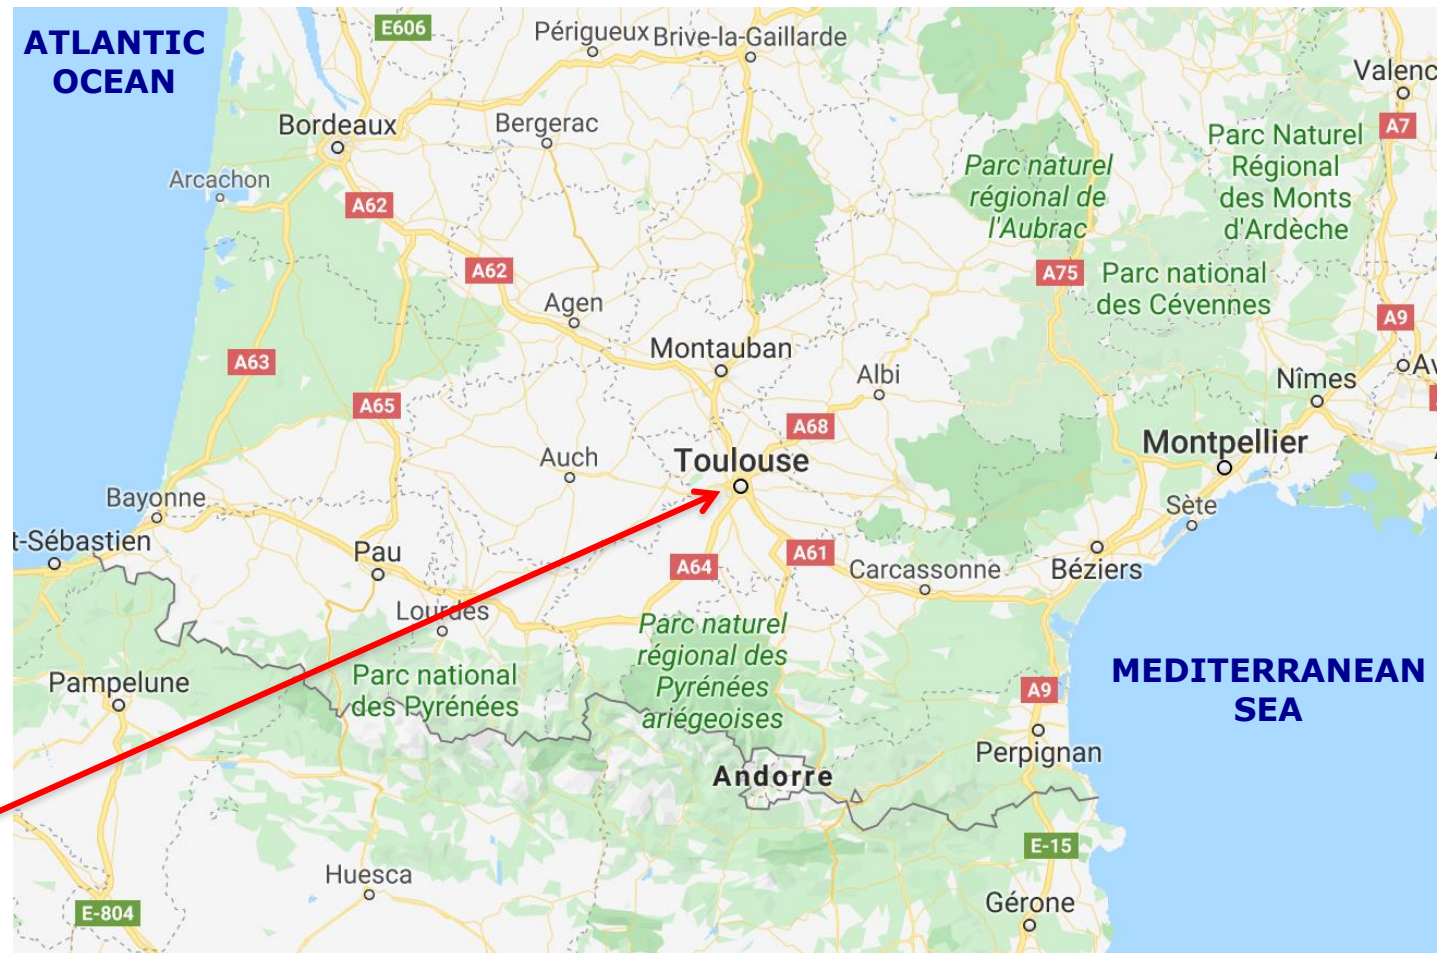 ATLANTIC
OCEAN
E606
Périgueux
Brive-la-Gaillarde
Valenc
Bordeaux
Bergerac
A7
Parc Naturel
Régional
des Monts
d'Ardèche
Parc naturel
régional de
l'Aubrac
Arcachon
A62
A62
A75
Parc national
des Cévennes
Agen
A9
Montauban
A63
Albi
Nîmes
Av
A65
A68
Auch
Toulouse
Montpellier
Bayonne
Sète
t-Sébastien
Pau
A64
A61
Carcassonne
Béziers
Lourdes
Parc naturel
régional des
Pyrénées
ariégeoises
Parc national
des Pyrénées
Pampelune
A9
MEDITERRANEAN
SEA
Perpignan
Andorre
E-15
Huesca
Gérone
E-804